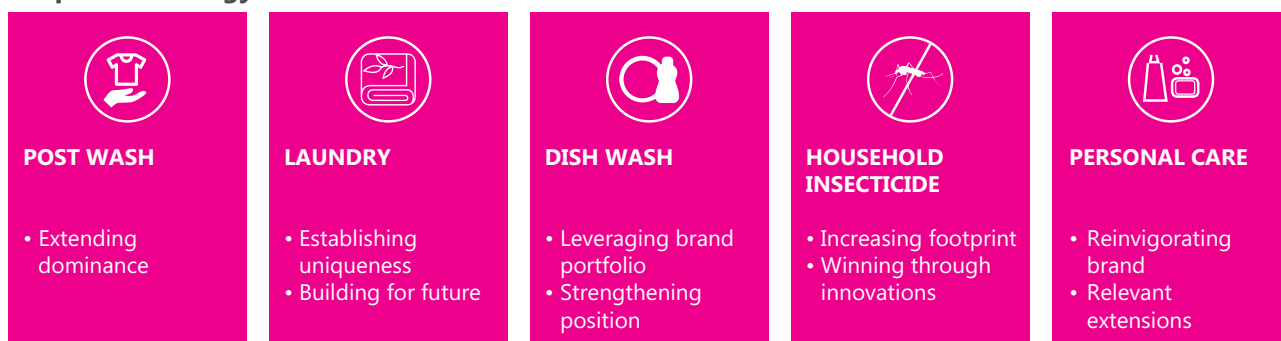 POST WASH
• Extending
dominance
LAUNDRY
• Establishing
uniqueness
• Building for future
DISH WASH
• Leveraging brand
portfolio
• Strengthening
position
HOUSEHOLD
INSECTICIDE
• Increasing footprint
• Winning through
innovations
PERSONAL CARE
• Reinvigorating
brand
• Relevant
extensions